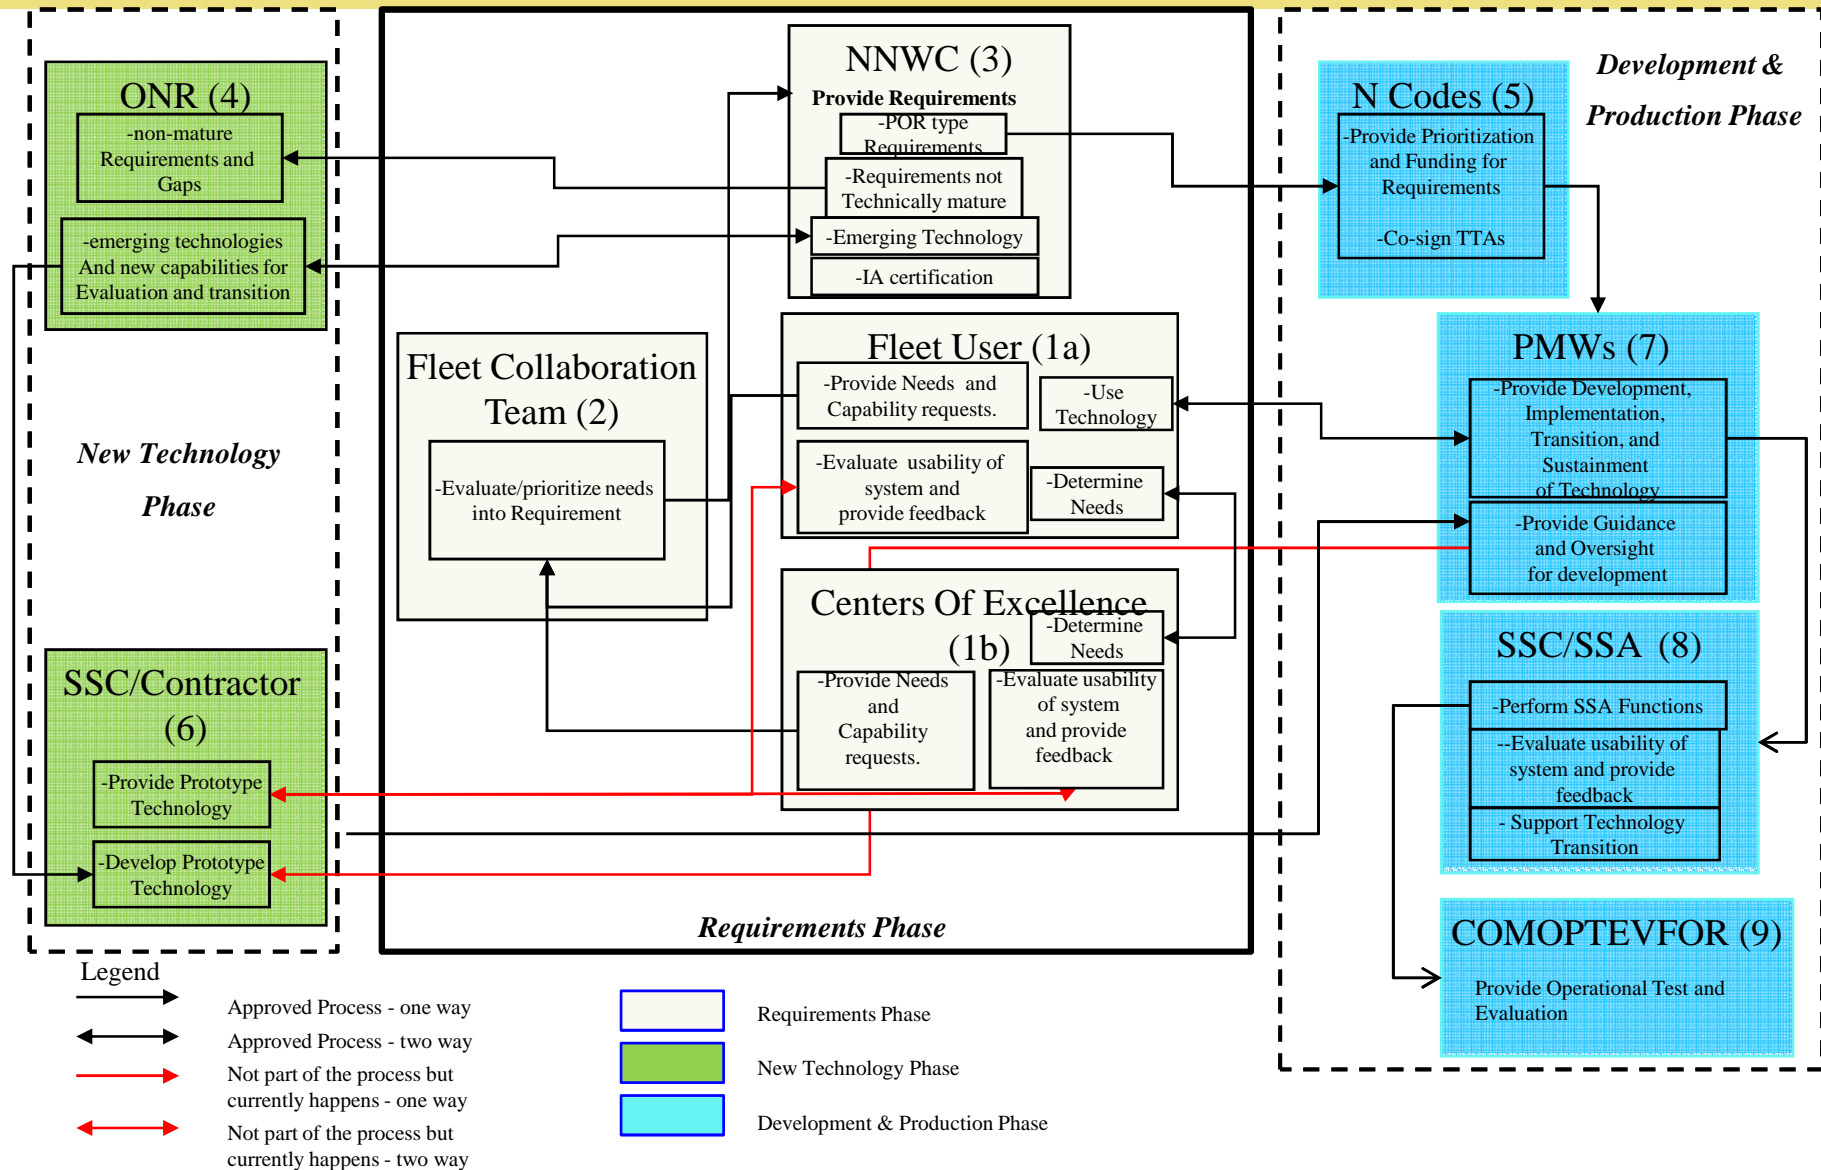 ONR (4)
-non-mature
Requirements and
Gaps
-emerging technologies
And new capabilities for
Evaluation and transition
New Technology
Phase
SSC/Contractor
(6)
-Provide Prototype
Technology
-Develop Prototype
Technology
NNWC (3)
Provide Requirements
-POR type
Requirements
-Requirements not
Technically mature
-Emerging Technology
-IA certification
Fleet Collaboration
Team (2)
-Evaluate/prioritize needs
into Requirement
Fleet User (1a)
-Provide Needs and
Capability requests.
-Use
Technology
-Evaluate usability of
system and
provide feedback
-Determine
Needs
Centers Of Excellence
(1b)
-Determine
Needs
-Provide Needs
and
Capability
requests.
-Evaluate usability
of system
and provide
feedback
Requirements Phase
Development &
Production Phase
N Codes (5)
-Provide Prioritization
and Funding for
Requirements
-Co-sign TTAs
PMWs (7)
-Provide Development,
Implementation,
Transition, and
Sustainment
of Technology
-Provide Guidance
and Oversight
for development
SSC/SSA (8)
-Perform SSA Functions
--Evaluate usability of
system and provide
feedback
- Support Technology
Transition
COMOPTEVFOR (9)
Provide Operational Test and
Evaluation
Legend
Approved Process - one way
Approved Process - two way
Not part of the process but
currently happens - one way
Not part of the process but
currently happens - two way
Requirements Phase
New Technology Phase
Development & Production Phase